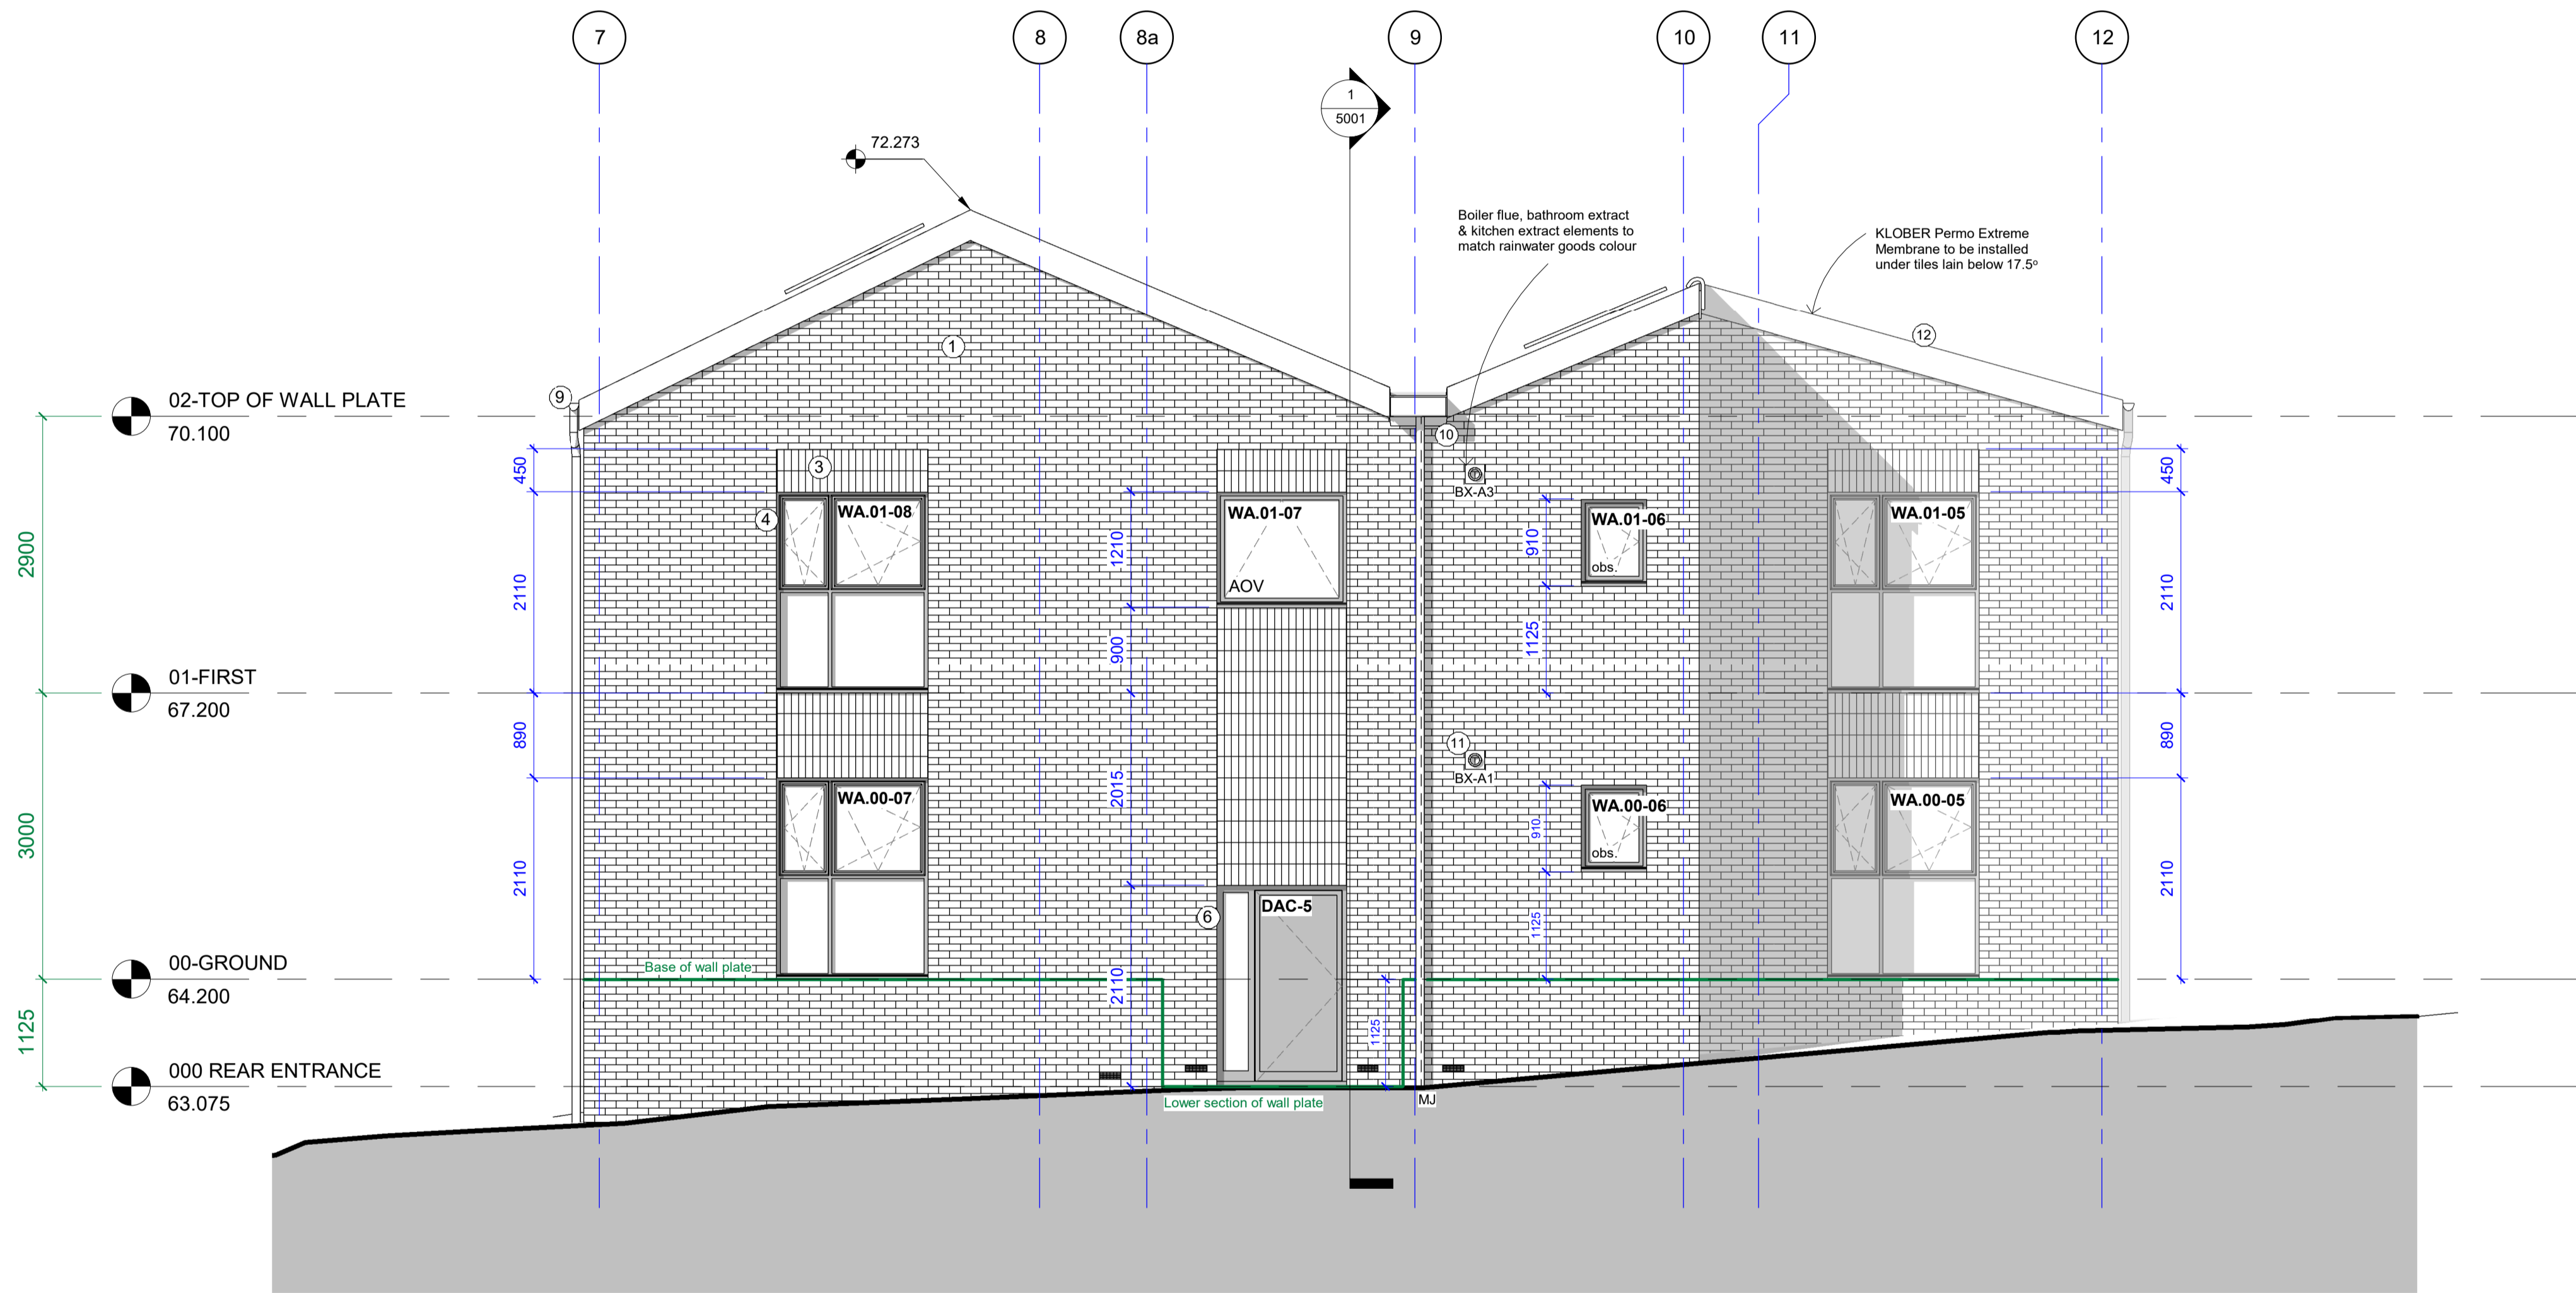 7
8
8a
9
10
11
12
1
5001
72.273
Boiler flue, bathroom extract
& kitchen extract elements to
match rainwater goods colour
KLOBER Permo Extreme
Membrane to be installed
under tiles lain below 17.5º
12
1
9
02-TOP OF WALL PLATE
70.100
10
3
450
450
BX-A3
4
WA.01-08
WA.01-07
WA.01-06
WA.01-05
2900
1210
910
AOV
obs.
2110
2110
900
1125
01-FIRST
67.200
890
890
11
BX-A1
2015
WA.00-07
WA.00-06
WA.00-05
3000
910
obs.
2110
2110
6
DAC-5
1125
Base of wall plate
00-GROUND
64.200
2110
1125
1125
000 REAR ENTRANCE
63.075
Lower section of wall plate
MJ